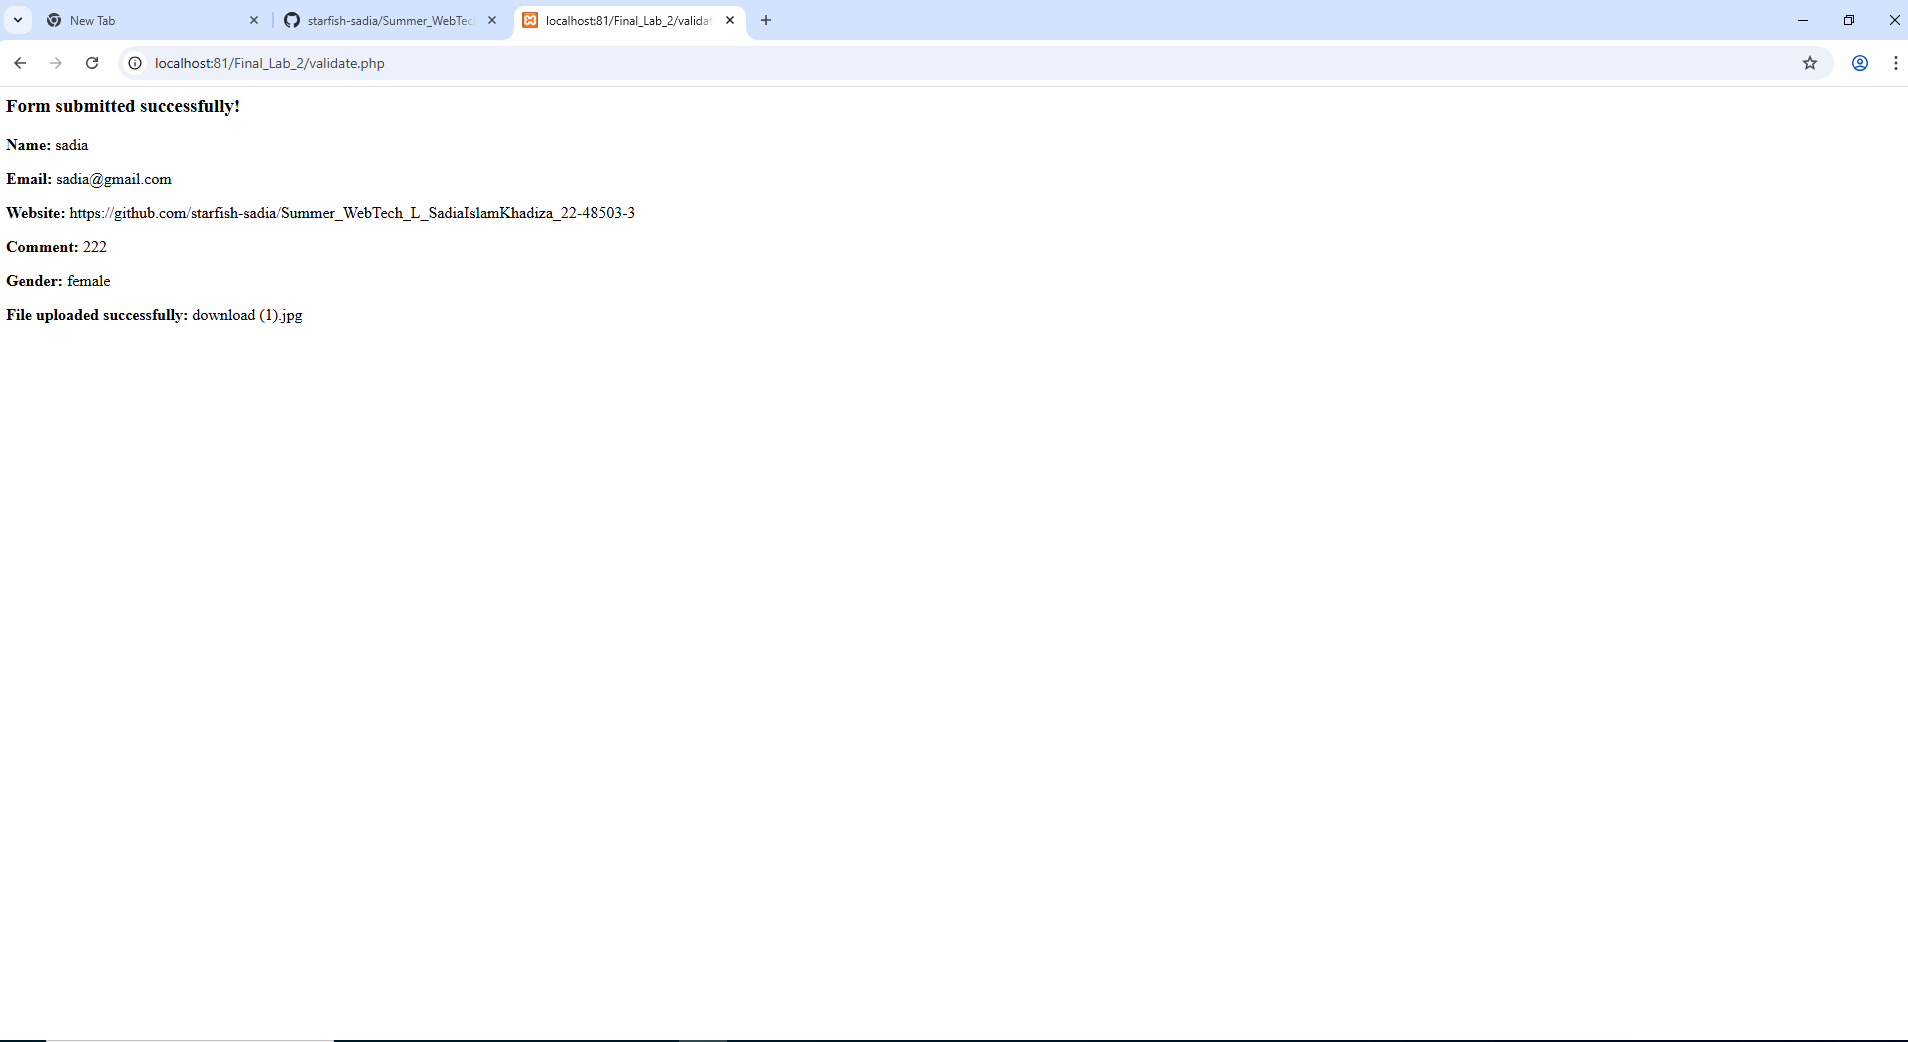 New Tab
starfish-sadia/Summer_WebTec
localhost:81/Final_Lab_2/validat
localhost:81/Final_Lab_2/validate.php
Form submitted successfully!
Name: sadia
Email: sadia@gmail.com
Website: https://github.com/starfish-sadia/Summer_WebTech_L_SadiaIslamKhadiza_22-48503-3
Comment: 222
Gender: female
File uploaded successfully: download (1).jpg